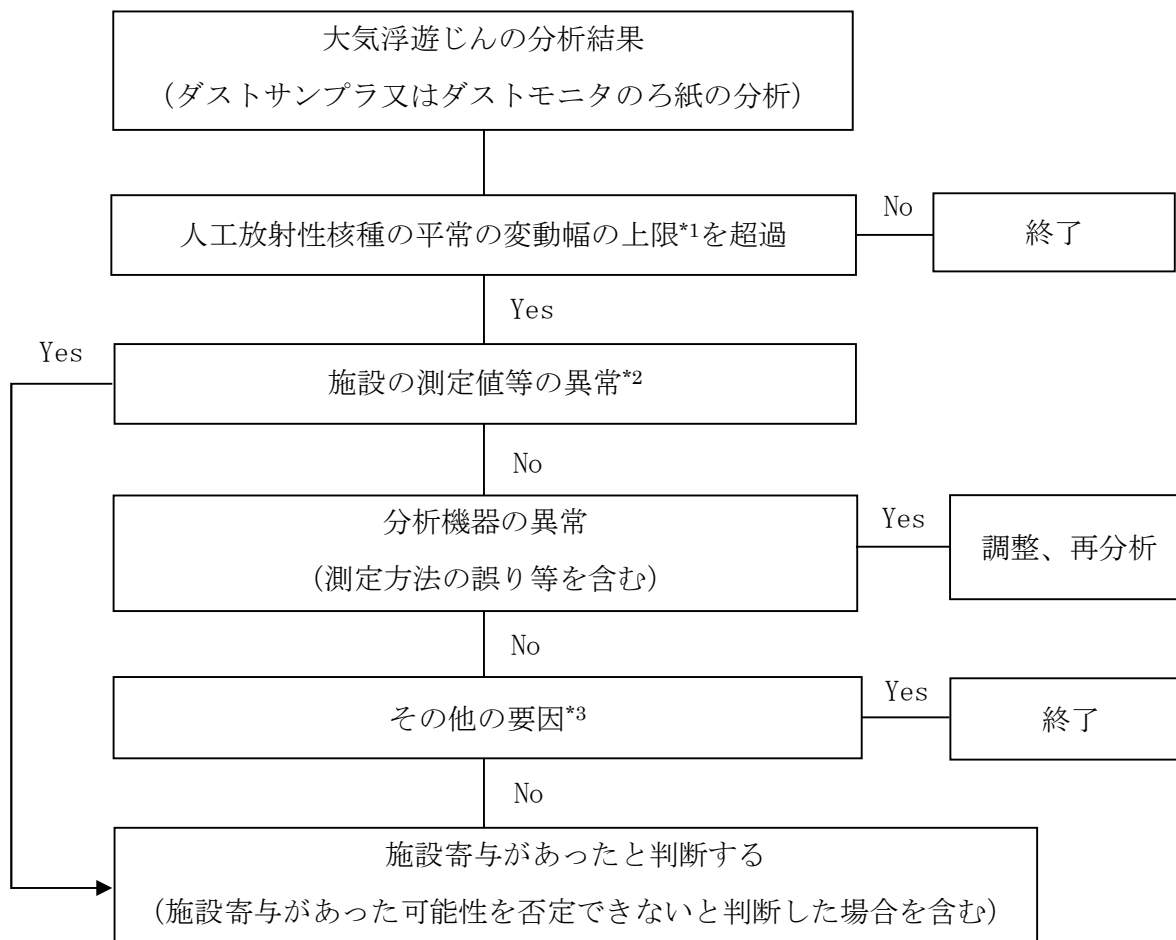 大気浮遊じんの分析結果
（ダストサンプラ又はダストモニタのろ紙の分析）
人工放射性核種の平常の変動幅の上限*1を超過
No
終了
Yes
Yes
施設の測定値等の異常*2
No
分析機器の異常
（測定方法の誤り等を含む）
Yes
調整、再分析
No
その他の要因*3
Yes
終了
No
施設寄与があったと判断する
（施設寄与があった可能性を否定できないと判断した場合を含む）